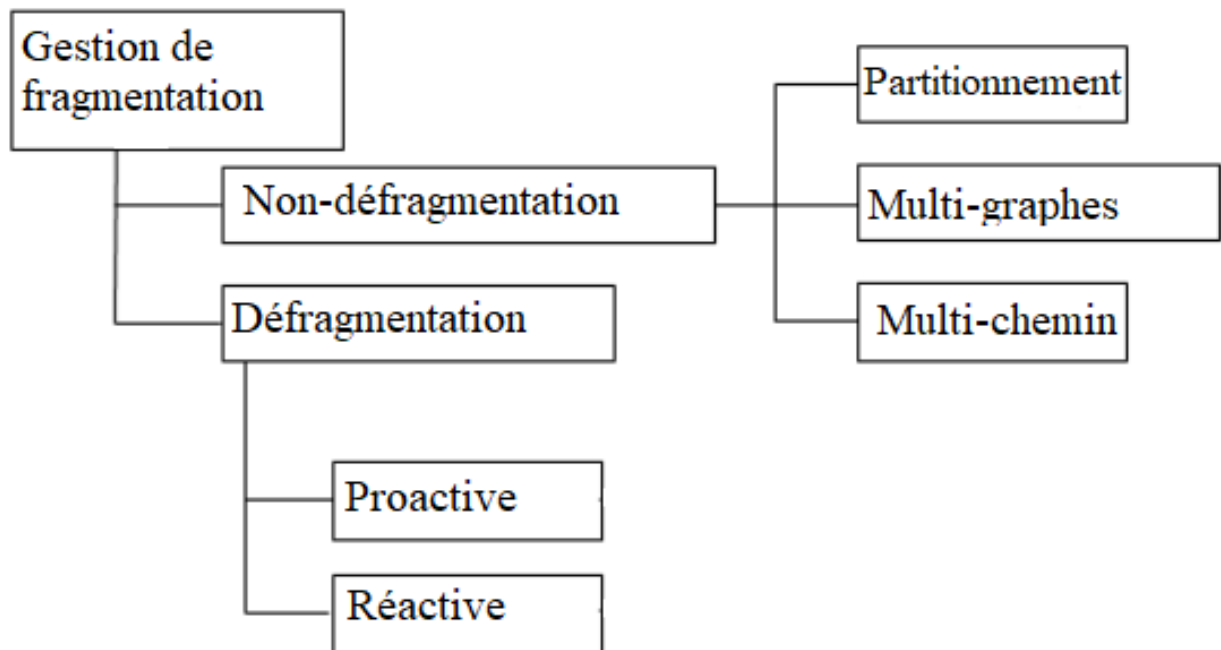 Gestion de
fragmentation
Partitionnement
Non-défragmentation
Multi-graphes
Défragmentation
Multi-chemin
Proactive
Réactive